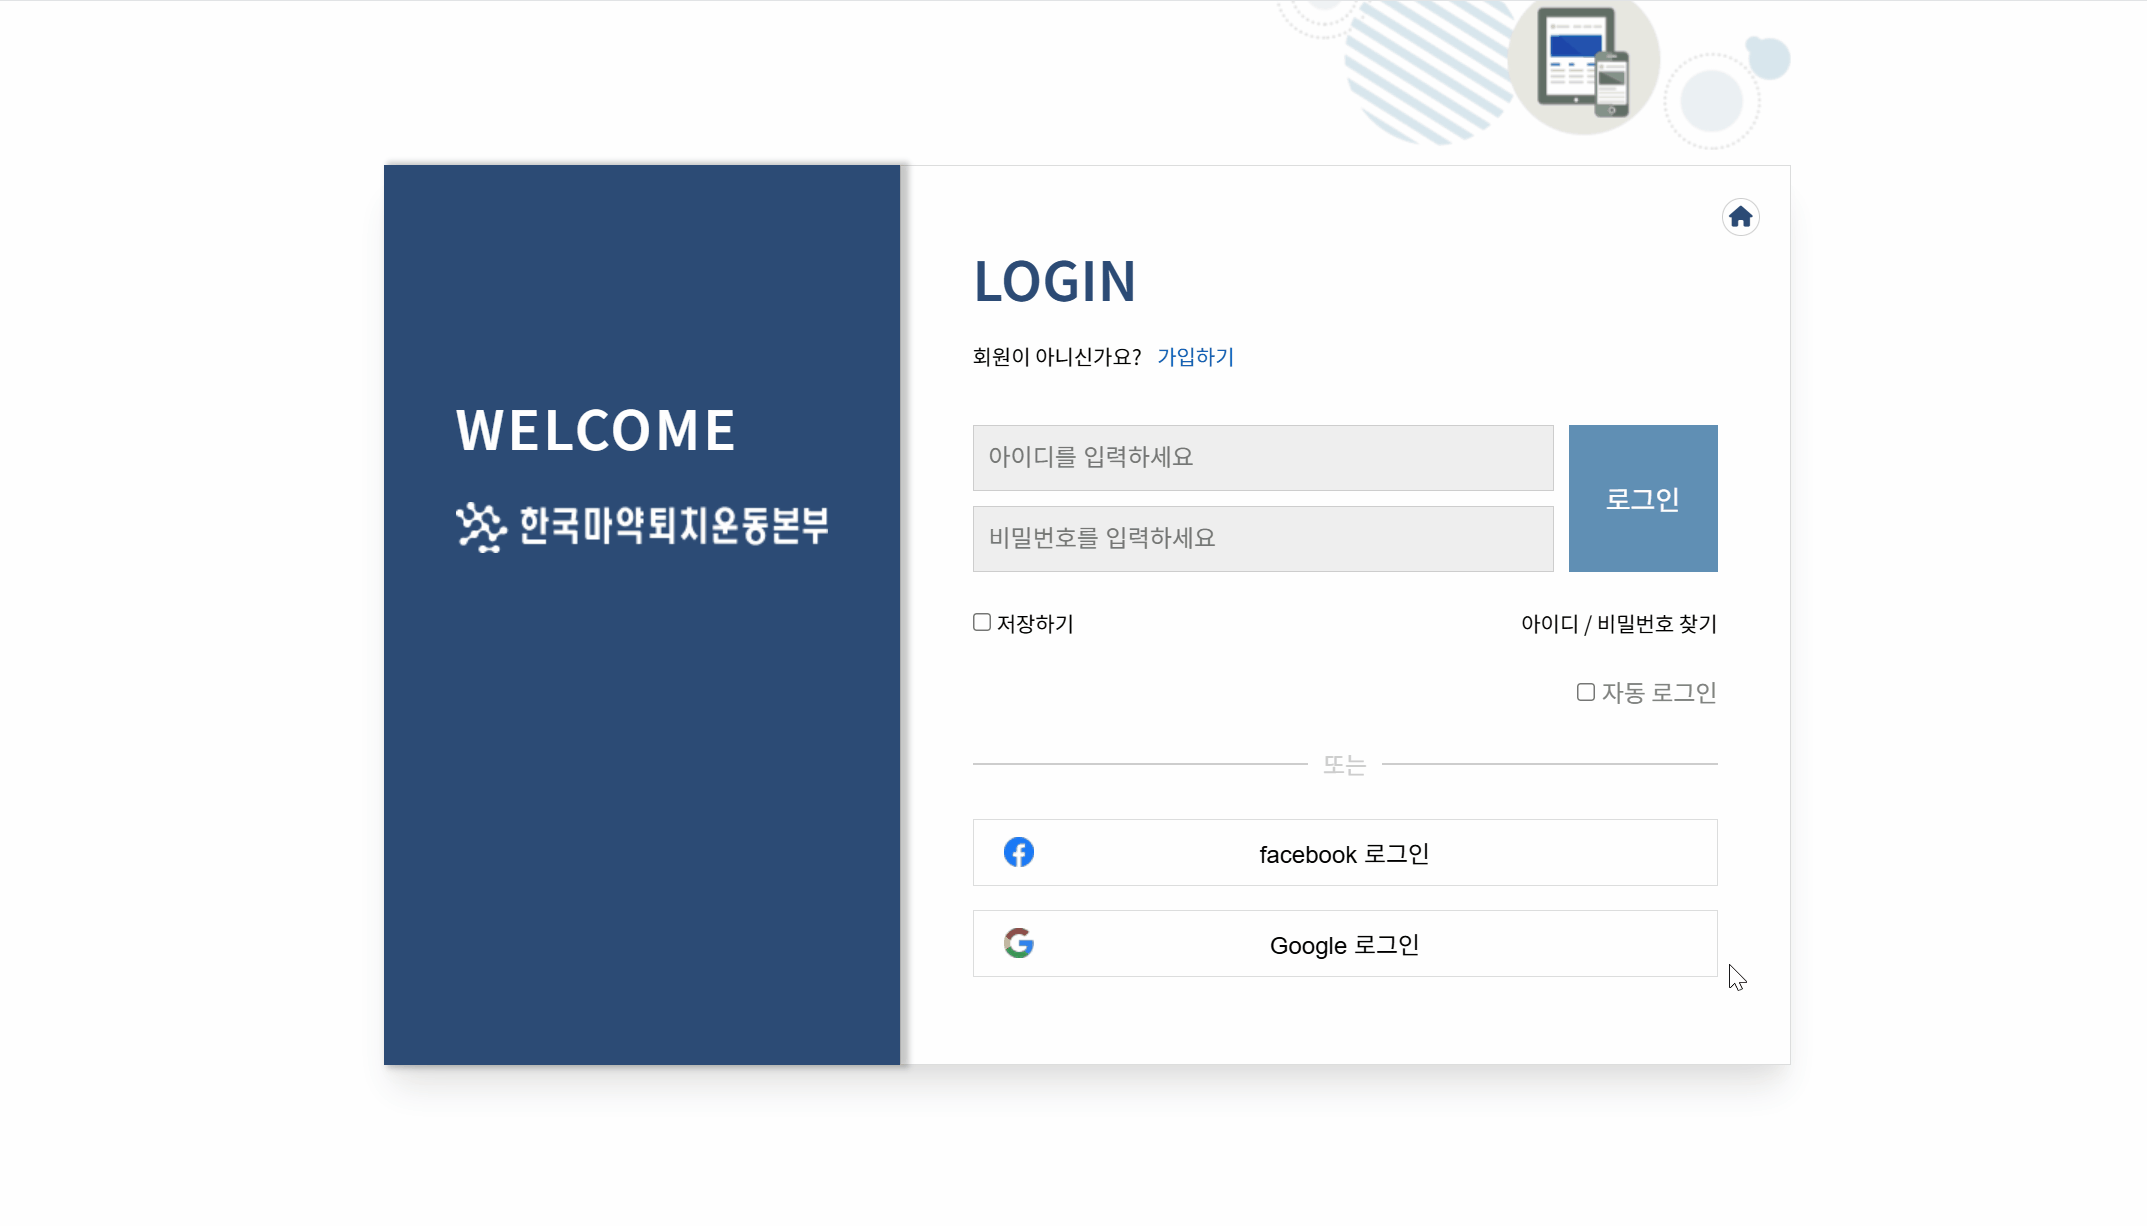 WELCOME
한국마약퇴치운동본부
LOGIN
회원이 아니신가요? 가입하기
아이디를 입력하세요
비밀번호를 입력하세요
로그인
저장하기
아이디 / 비밀번호 찾기
자동 로그인
또는
facebook 로그인
Google 로그인